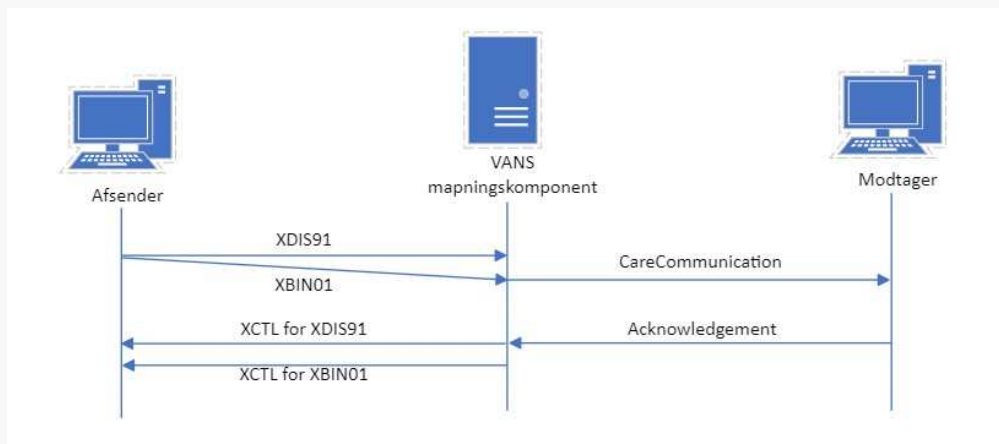 Afsender
VANS
mapningskomponent
Modtager
XDIS91
XBIN01
CareCommunication
XCTL for XDIS91
Acknowledgement
XCTL for XBIN01